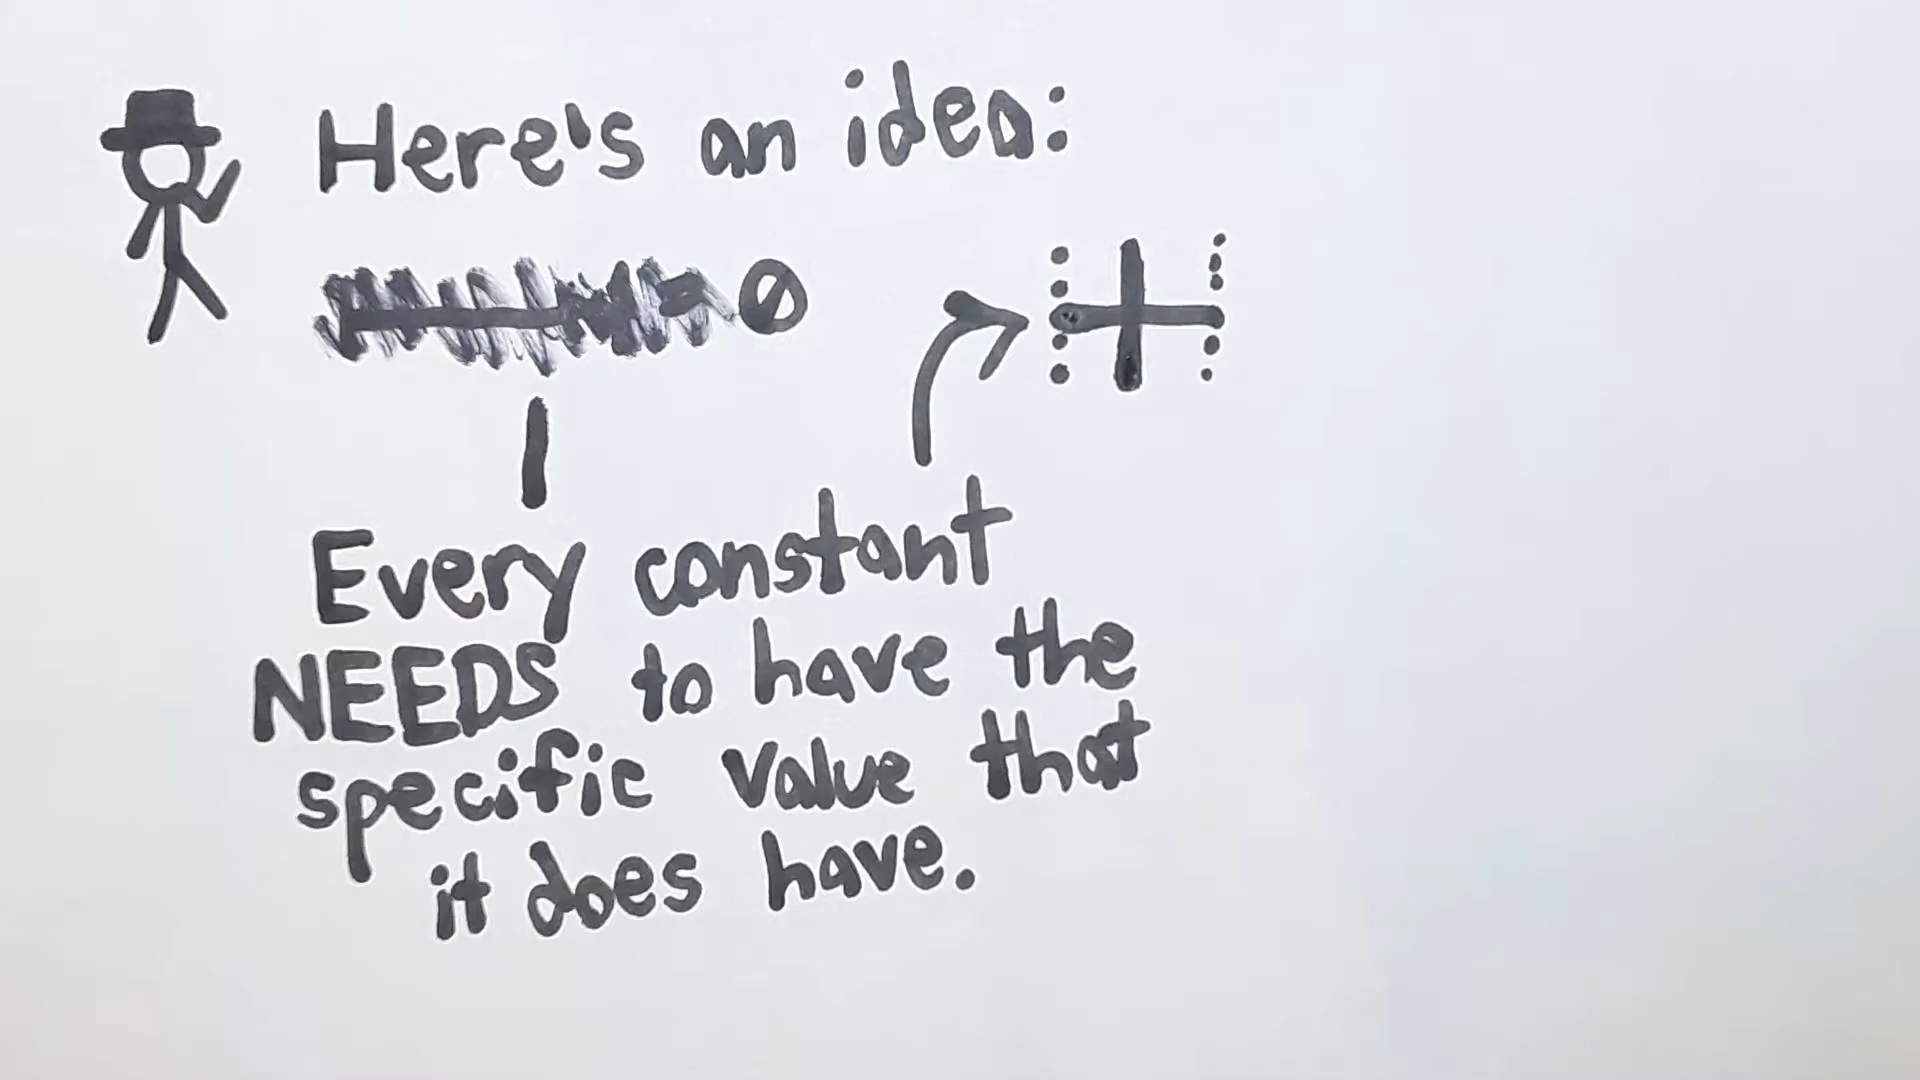 Here's an idea:
Every constant
NEEDS to have the
specific value that
it does have.